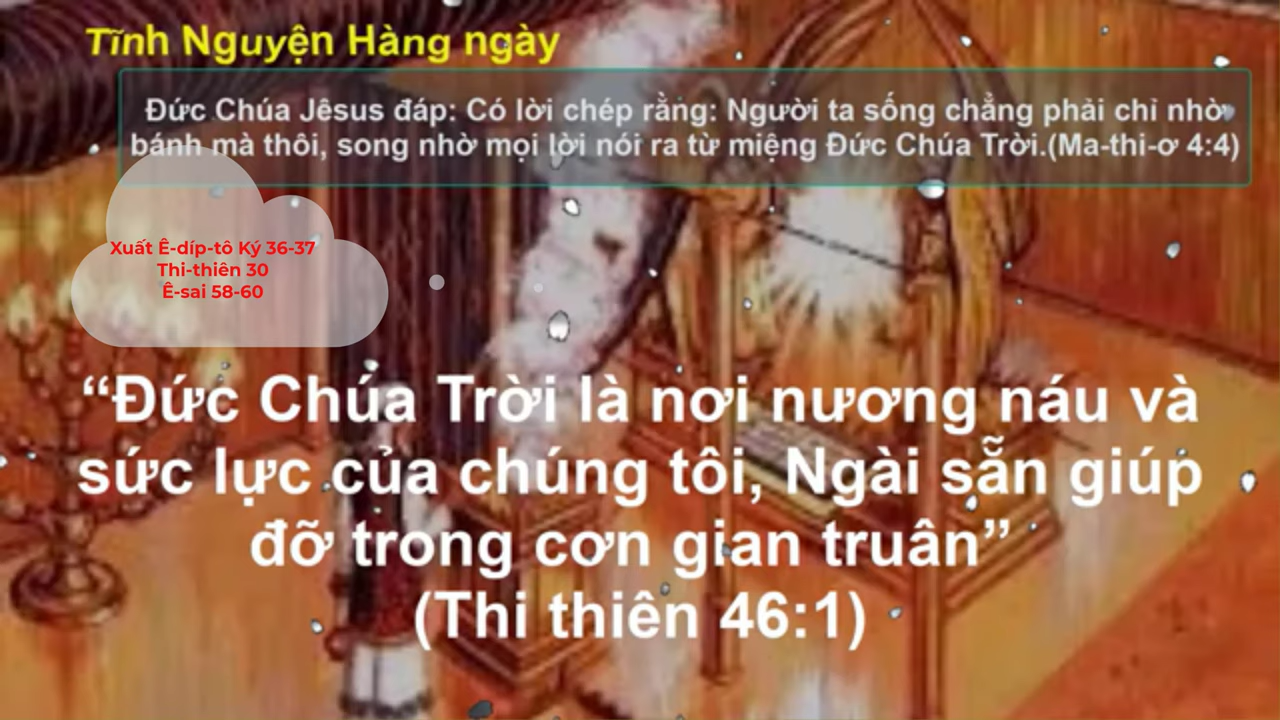 Tĩnh Nguyện Hàng ngày
Đức Chúa Jêsus đáp: Có lời chép rằng: Người ta sống chẳng phải chỉ nhờ
bánh mà thôi, song nhờ mọi lời nói ra từ miệng Đức Chúa Trời.(Ma-thi-ơ 4:4)
Xuất Ê-díp-tô Ký 36-37
Thi-thiên 30
Ê-sai 58-60
“Đức Chúa Trời là nơi nương náu và
sức lực của chúng tôi, Ngài sẵn giúp
đỡ trong cơn gian truân”
(Thi thiên 46:1)